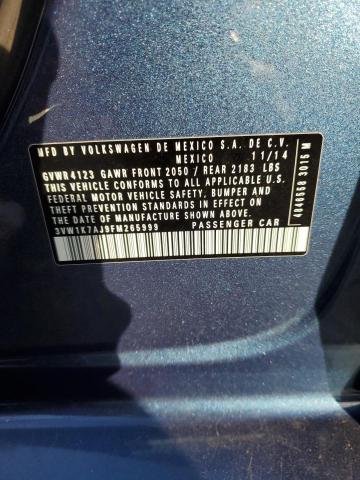 MFD BY VOLKSWAGEN DE MEXICO S.A. DE C.V.
MEXICO 11/14
GVWR 4123 GAWR FRONT 2050 / REAR 2183 LBS
THIS VEHICLE CONFORMS TO ALL APPLICABLE
FEDERAL MOTOR VEHICLE SAFETY, BUMPER AND
THEFT PREVENTION STANDARDS IN EFFECT ON
THE DATE OF MANUFACTURE SHOWN ABOVE
3VW1K7AJ9FM265999 PASSENGER CAR
4046598 3015 M